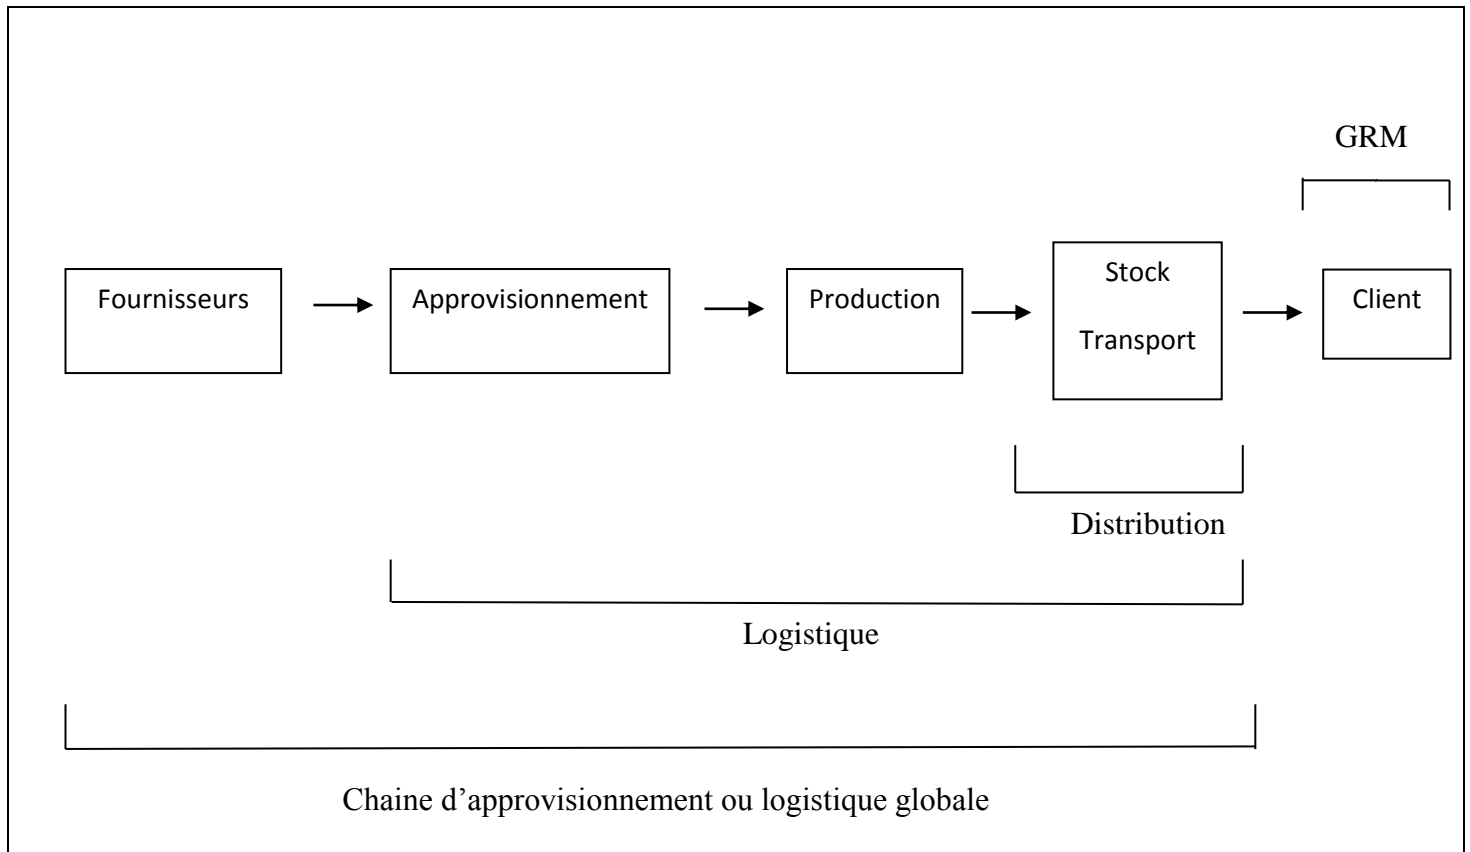 GRM
Fournisseurs
Approvisionnement
Production
Stock
Transport
Client
Distribution
Logistique
Chaine d’approvisionnement ou logistique globale